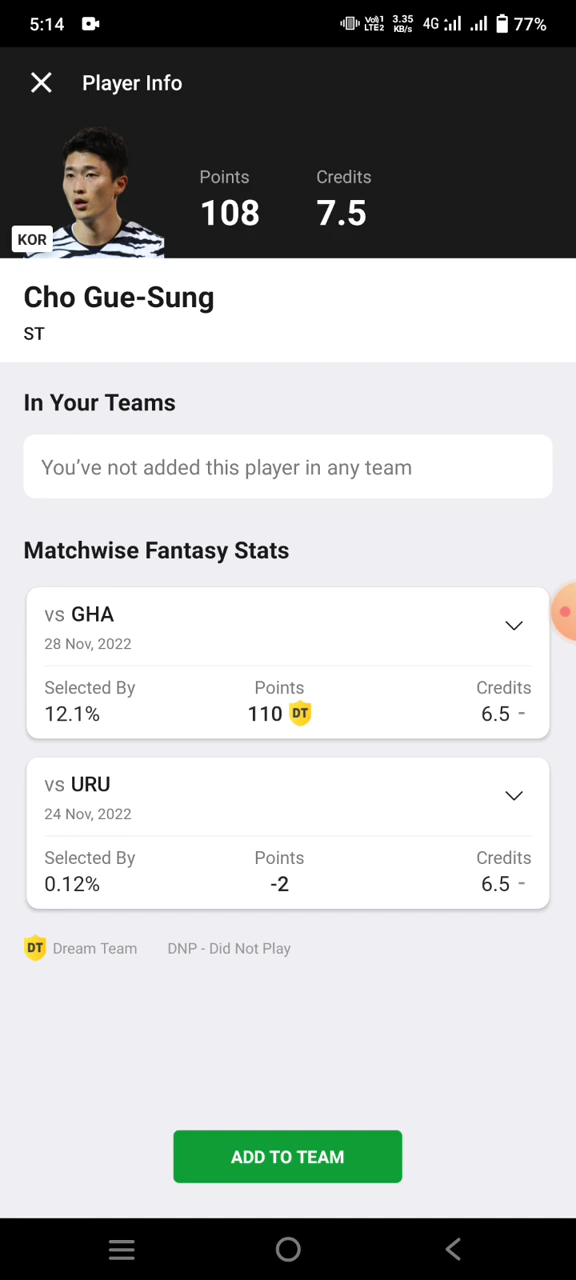 5:14 Vo)) 1 LTE2 3.35 KB/s 4G 77%
Player Info
Points Credits
108 7.5
KOR
Cho Gue-Sung
ST
In Your Teams
You’ve not added this player in any team
Matchwise Fantasy Stats
vs GHA
28 Nov, 2022
Selected By Points Credits
12.1% 110 DT 6.5 -
vs URU
24 Nov, 2022
Selected By Points Credits
0.12% -2 6.5 -
DT Dream Team DNP - Did Not Play
ADD TO TEAM